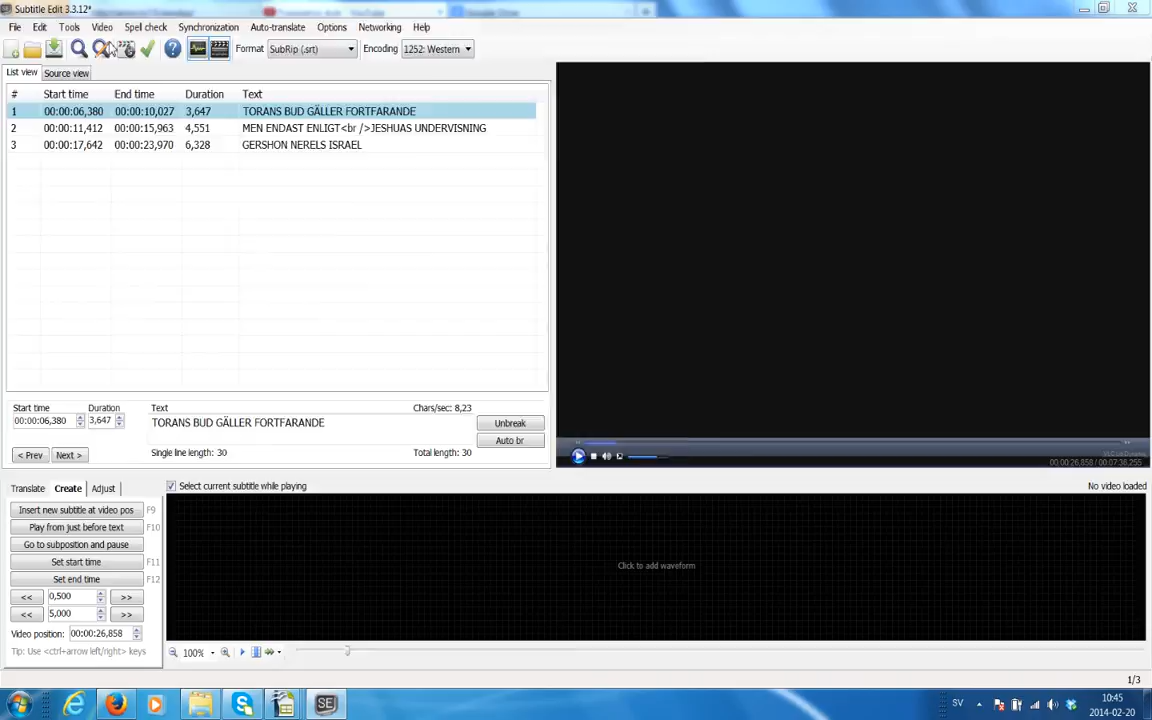 Subtitle Edit 3.3.12*
File Edit Tools Video Spell check Synchronization Auto-translate Options Networking Help
Format SubRip (.srt) Encoding 1252: Western
List view Source view
# Start time End time Duration Text
1 00:00:06,380 00:00:10,027 3,647 TORANS BUD GÄLLER FORTFARANDE
2 00:00:11,412 00:00:15,963 4,551 MEN ENDAST ENLIGT<br />JESHUAS UNDERVISNING
3 00:00:17,642 00:00:23,970 6,328 GERSHON NERELS ISRAEL
Start time Duration Text Chars/sec: 8,23
00:00:06,380 3,647 TORANS BUD GÄLLER FORTFARANDE Unbreak
Auto br
Single line length: 30 Total length: 30
< Prev Next >
00:00:26,858 / 00:07:36,255
Translate Create Adjust Select current subtitle while playing No video loaded
Insert new subtitle at video pos F9
Play from just before text F10
Go to subposition and pause
Set start time F11
Set end time F12
<< 0,500 >>
<< 5,000 >>
Video position: 00:00:26,858
Tip: Use <ctrl+arrow left/right> keys
Click to add waveform
100%
1/3
SE
SV
10:45
2014-02-20